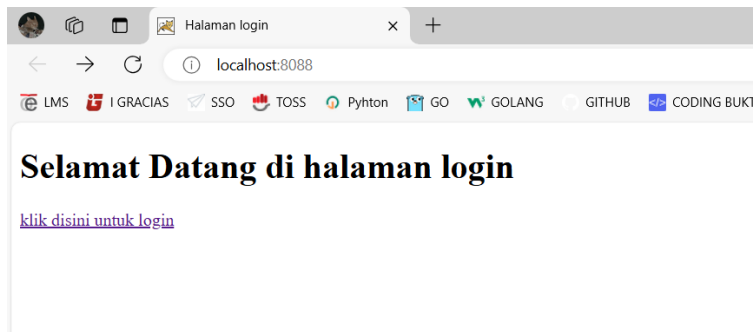 Halaman login
localhost:8088
LMS I GRACIAS SSO TOSS Pyhton GO GOLANG GITHUB CODING BUKT
Selamat Datang di halaman login
klik disini untuk login